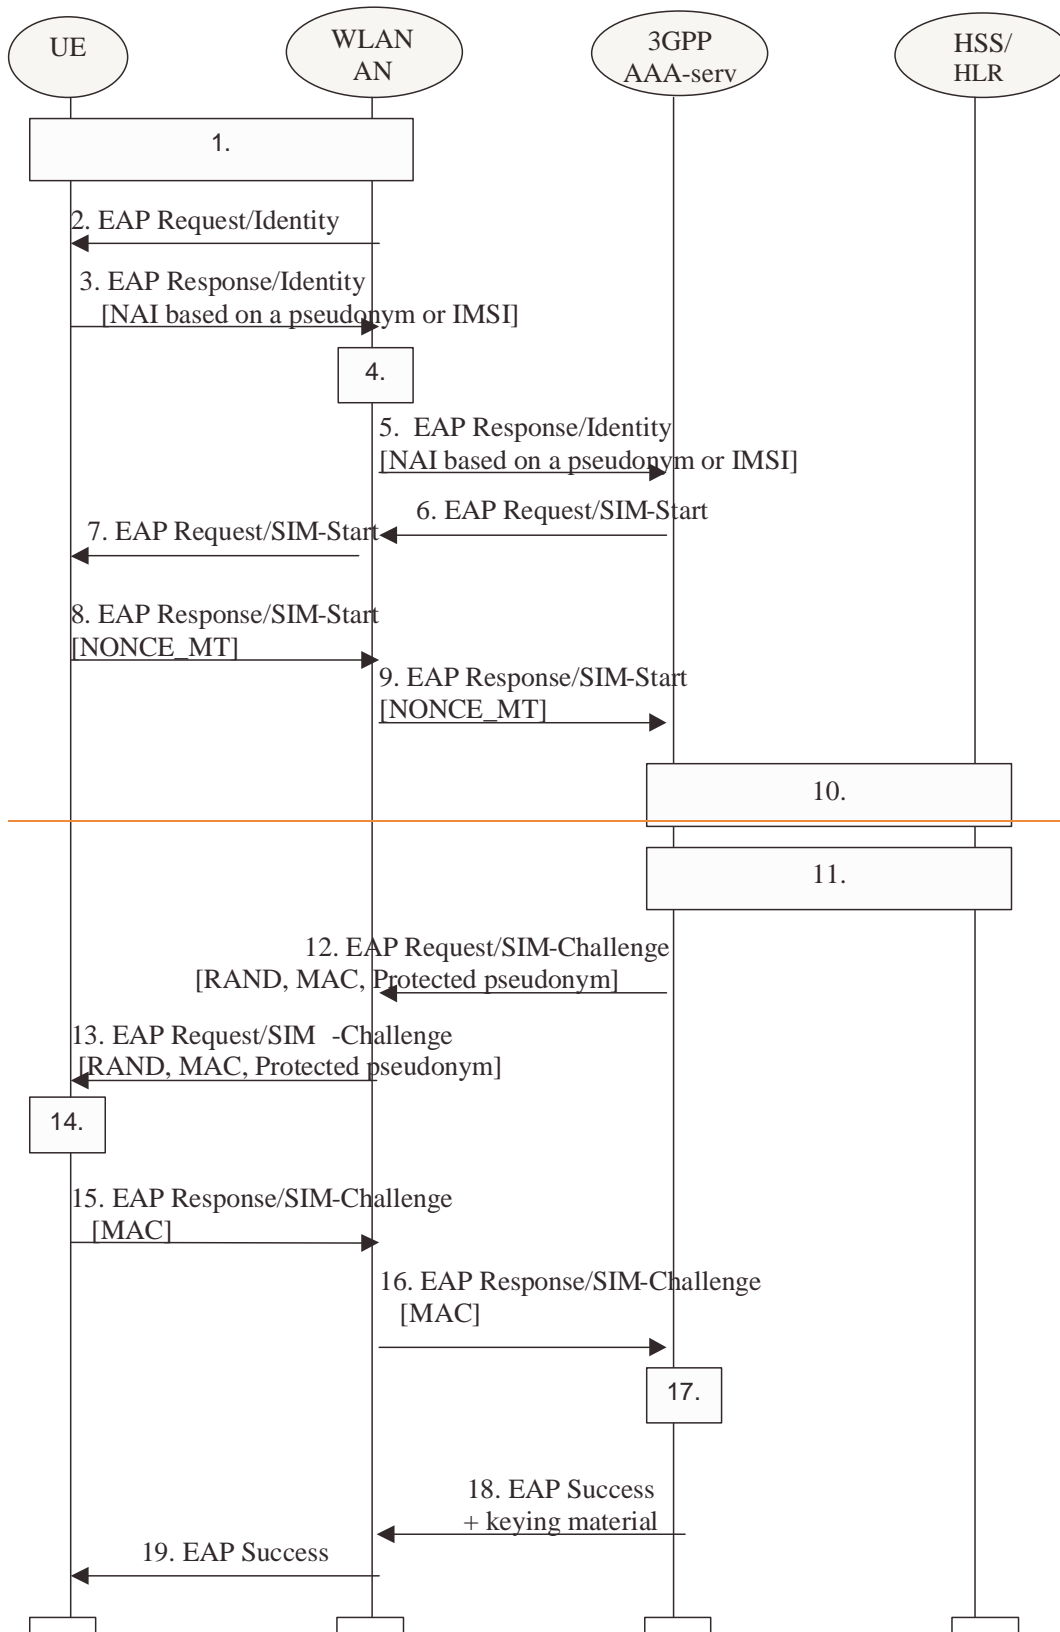 UE
WLAN
AN
3GPP
AAA-serv
HSS/
HLR
1.
2. EAP Request/Identity
3. EAP Response/Identity
[NAI based on a pseudonym or IMSI]
4.
5. EAP Response/Identity
[NAI based on a pseudonym or IMSI]
6. EAP Request/SIM-Start
7. EAP Request/SIM-Start
8. EAP Response/SIM-Start
[NONCE_MT]
9. EAP Response/SIM-Start
[NONCE_MT]
10.
11.
12. EAP Request/SIM-Challenge
[RAND, MAC, Protected pseudonym]
13. EAP Request/SIM -Challenge
[RAND, MAC, Protected pseudonym]
14.
15. EAP Response/SIM-Challenge
[MAC]
16. EAP Response/SIM-Challenge
[MAC]
17.
18. EAP Success
+ keying material
19. EAP Success